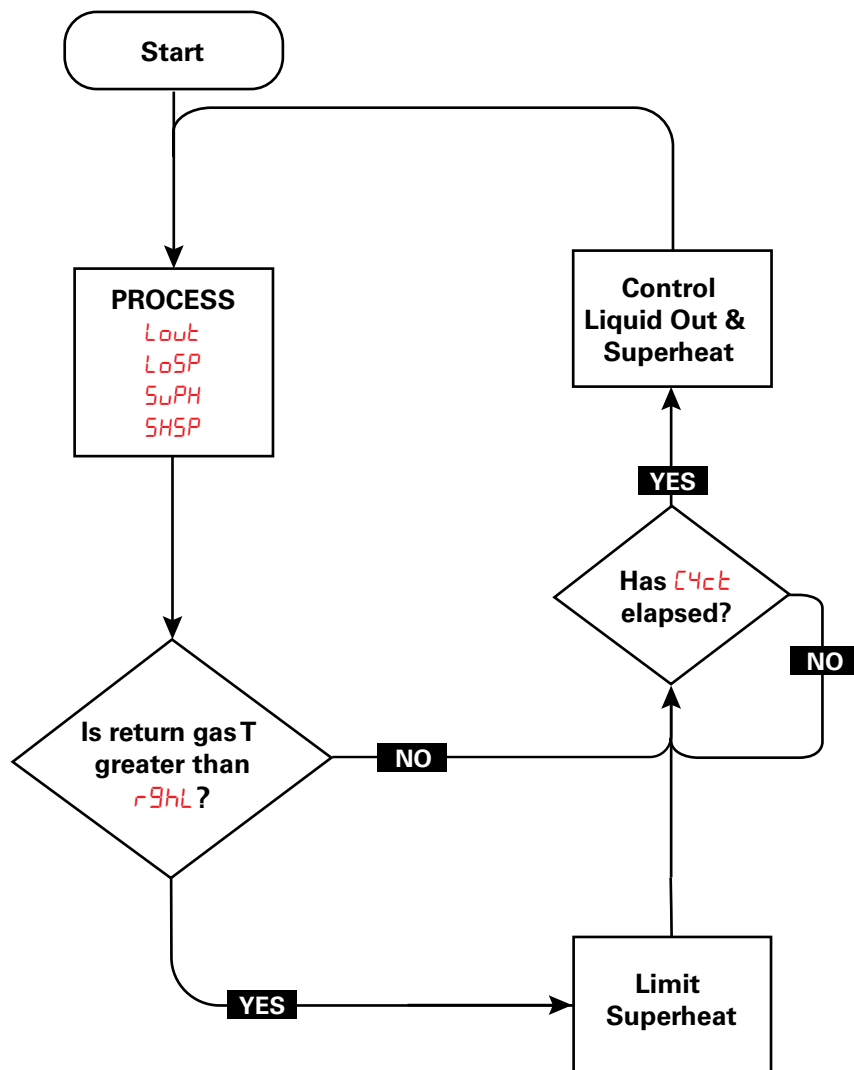 Start
PROCESS
Lout
LoSP
SuPH
SHSP
Control
Liquid Out &
Superheat
YES
Has C4ct
elapsed?
NO
Is return gas T
greater than
rghL?
NO
YES
Limit
Superheat